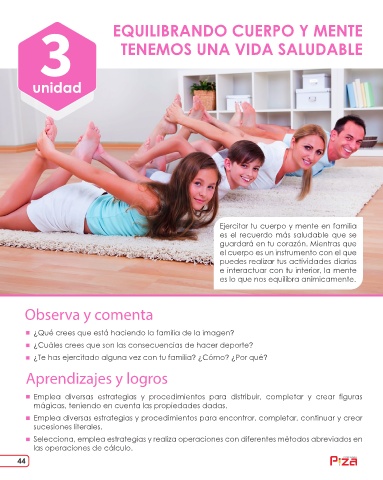 3
unidad
EQUILIBRANDO CUERPO Y MENTE
TENEMOS UNA VIDA SALUDABLE
Ejercitar tu cuerpo y mente en familia
es el recuerdo más saludable que se
guardará en tu corazón. Mientras que
el cuerpo es un instrumento con el que
puedes realizar tus actividades diarias
e interactuar con tu interior, la mente
es lo que nos equilibra anímicamente.
Observa y comenta
¿Qué crees que está haciendo la familia de la imagen?
¿Cuáles crees que son las consecuencias de hacer deporte?
¿Te has ejercitado alguna vez con tu familia? ¿Cómo? ¿Por qué?
Aprendizajes y logros
Emplea diversas estrategias y procedimientos para distribuir, completar y crear figuras
mágicas, teniendo en cuenta las propiedades dadas.
Emplea diversas estrategias y procedimientos para encontrar, completar, continuar y crear
sucesiones literales.
Selecciona, emplea estrategias y realiza operaciones con diferentes métodos abreviados en
las operaciones de cálculo.
44